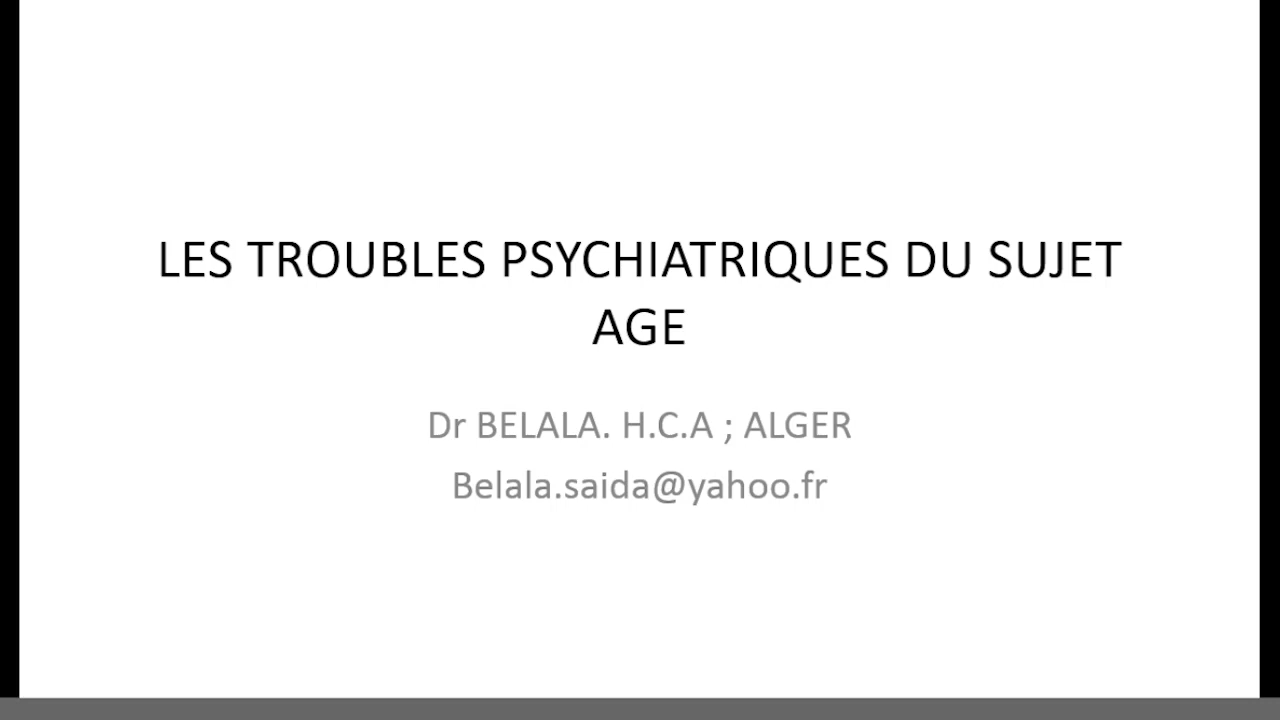 LES TROUBLES PSYCHIATRIQUES DU SUJET
AGE
Dr BELALA. H.C.A ; ALGER
Belala.saida@yahoo.fr